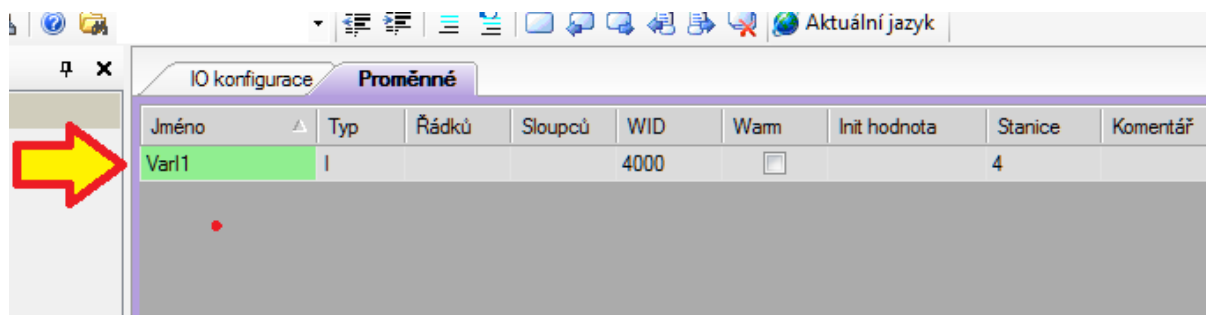 Aktuální jazyk
IO konfigurace Proměnné
Jméno Typ Řádků Sloupců WID Warm Init hodnota Stanice Komentář
VarI1 I 4000 4